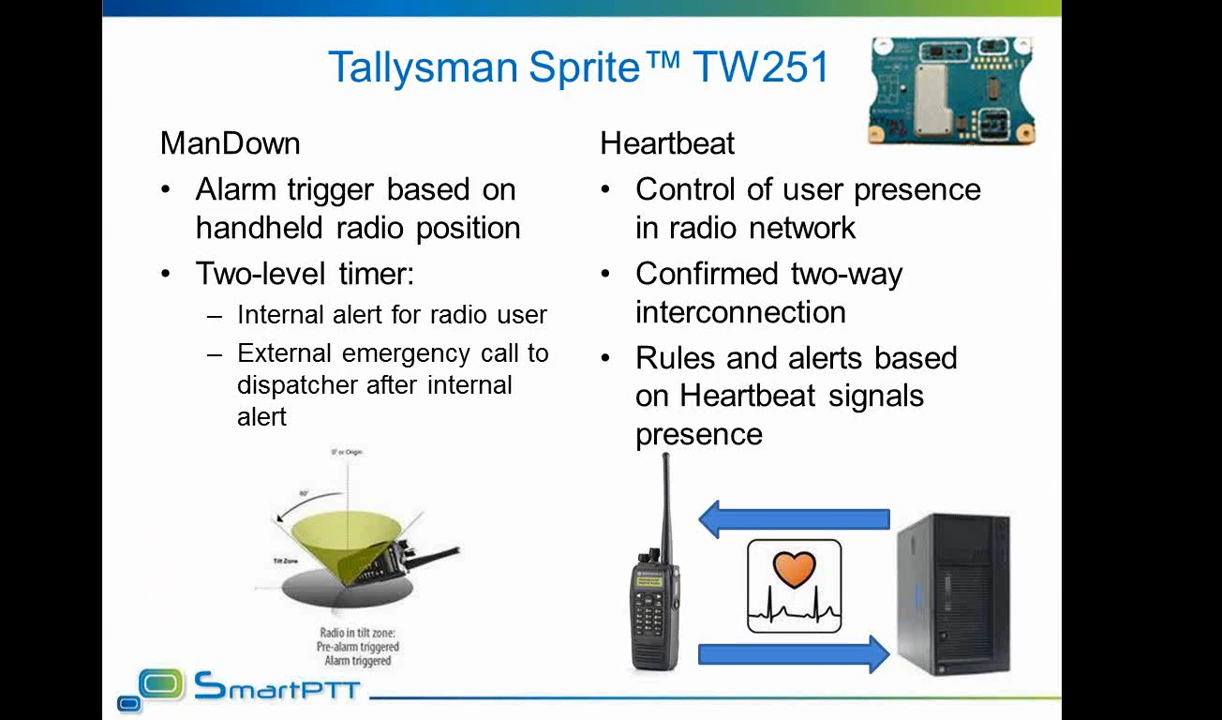 Tallysman Sprite™ TW251
ManDown
• Alarm trigger based on
handheld radio position
• Two-level timer:
– Internal alert for radio user
– External emergency call to
dispatcher after internal
alert
Heartbeat
• Control of user presence
in radio network
• Confirmed two-way
interconnection
• Rules and alerts based
on Heartbeat signals
presence
0° or Origin
60°
Tilt Zone
Radio in tilt zone:
Pre-alarm triggered
Alarm triggered
SmartPTT